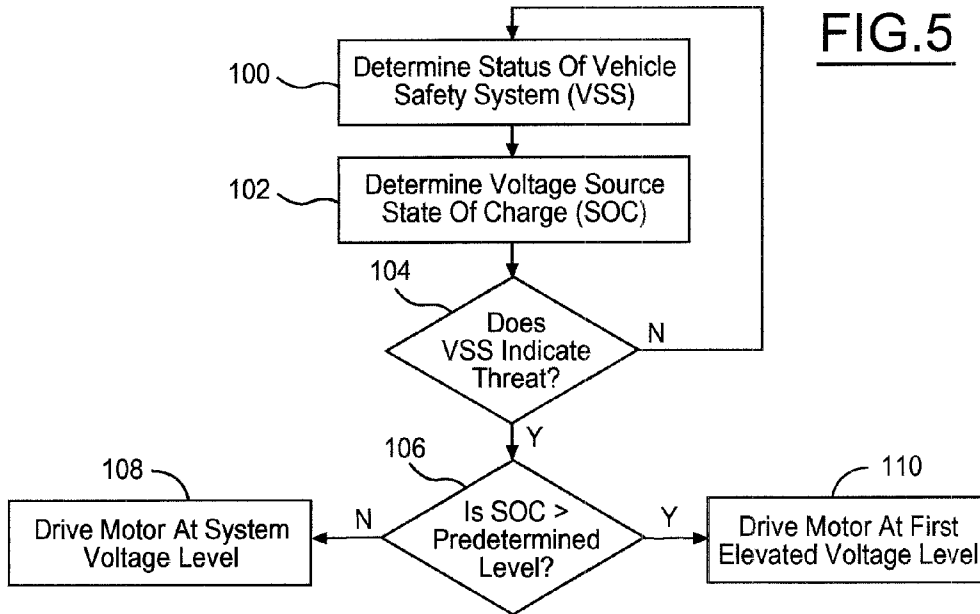 FIG.5
100
Determine Status Of Vehicle
Safety System (VSS)
102
Determine Voltage Source
State Of Charge (SOC)
104
Does
VSS Indicate
Threat?
N
Y
106
Is SOC >
Predetermined
Level?
N
Y
108
Drive Motor At System
Voltage Level
110
Drive Motor At First
Elevated Voltage Level